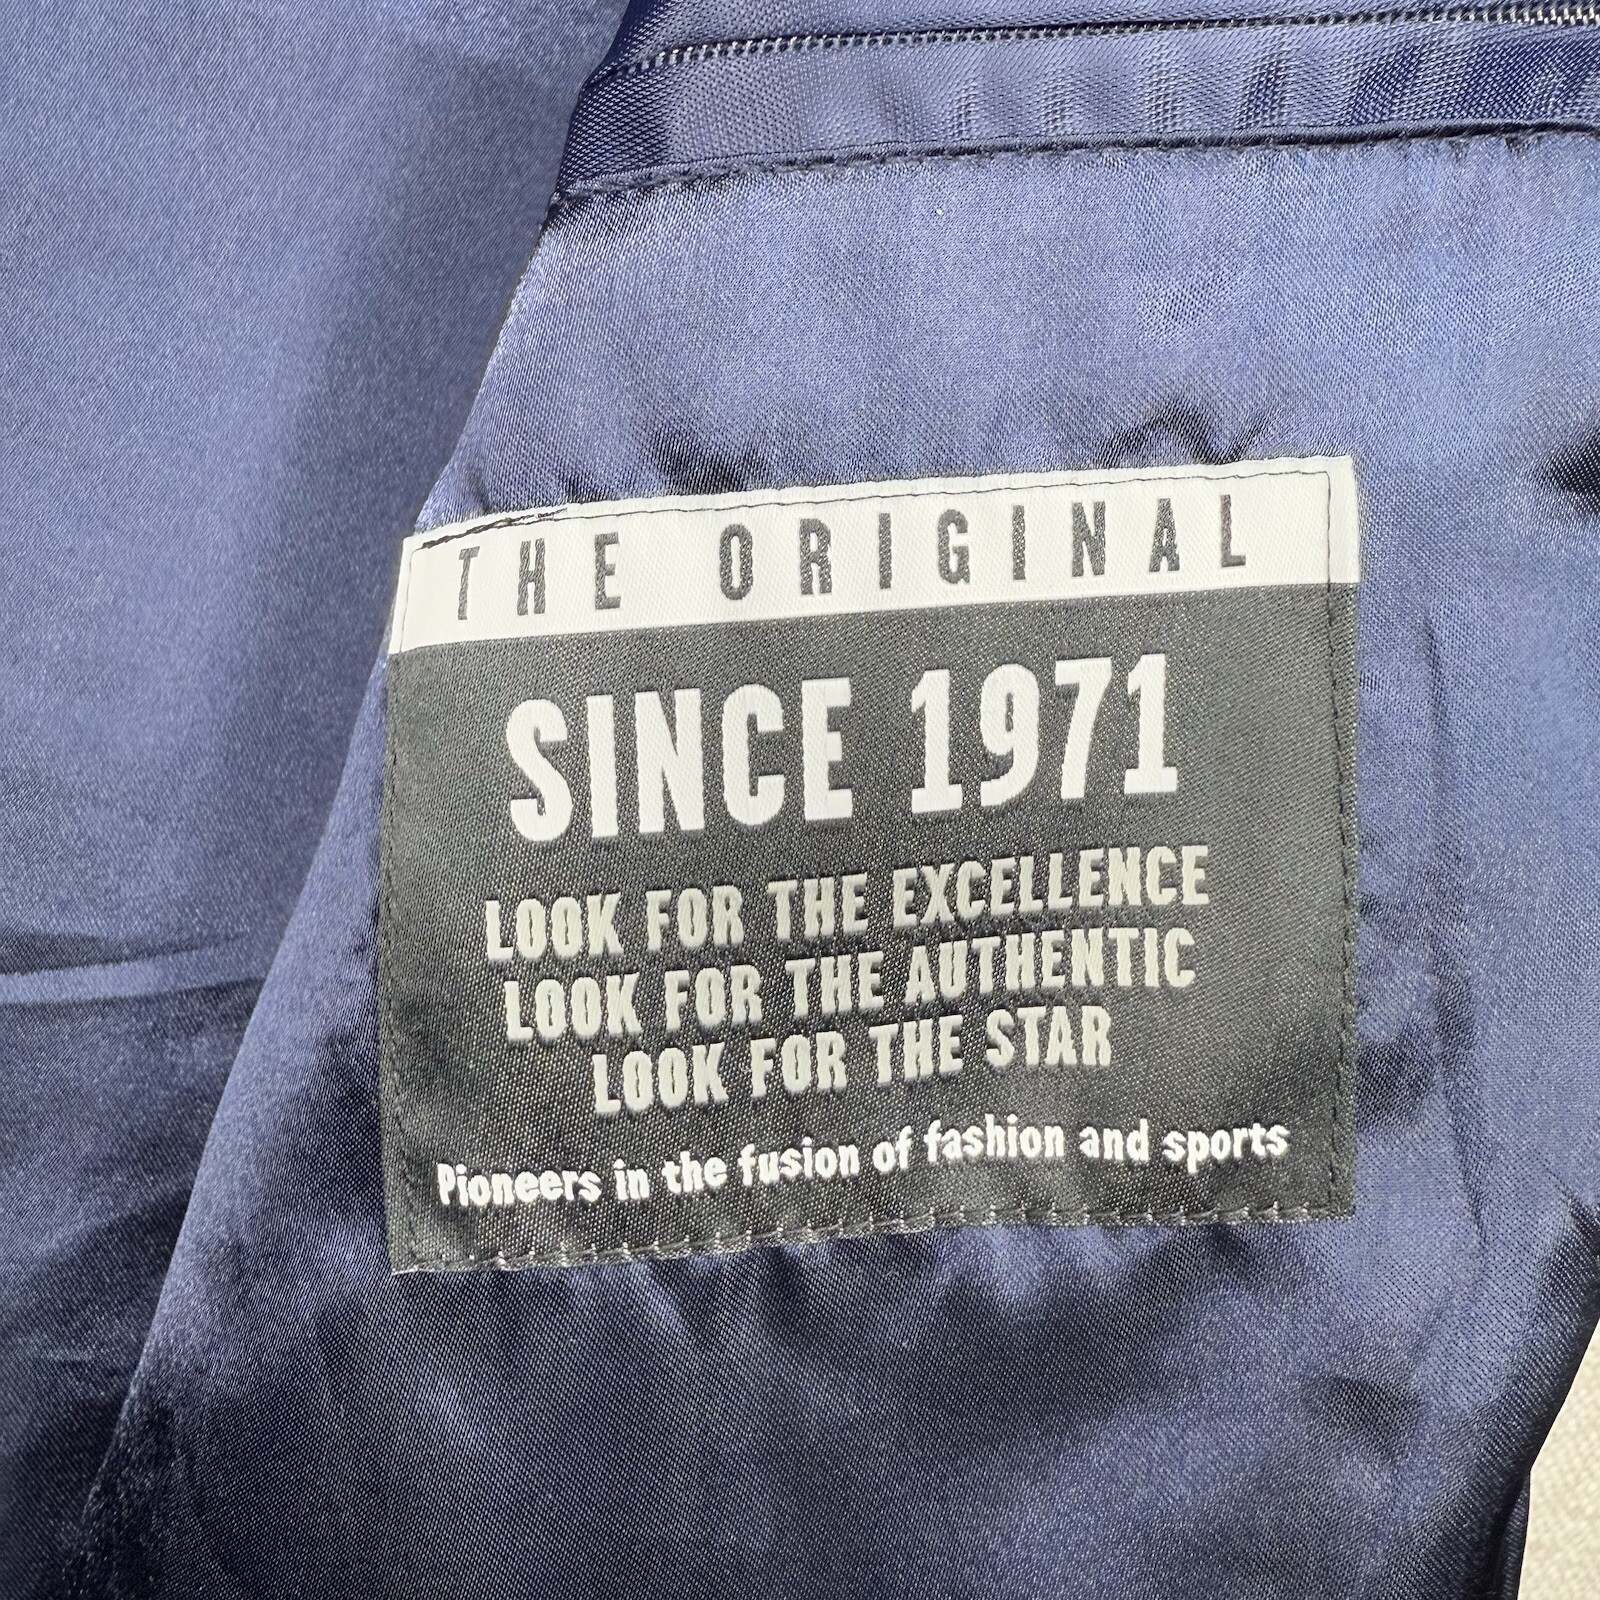 THE ORIGINAL
SINCE 1971
LOOK FOR THE EXCELLENCE
LOOK FOR THE AUTHENTIC
LOOK FOR THE STAR
Pioneers in the fusion of fashion and sports